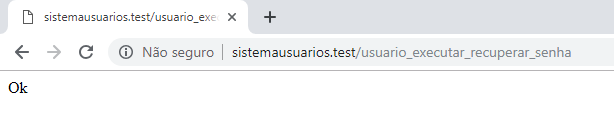 sistemausuarios.test/usuario_exe
Não seguro | sistemausuarios.test/usuario_executar_recuperar_senha
Ok